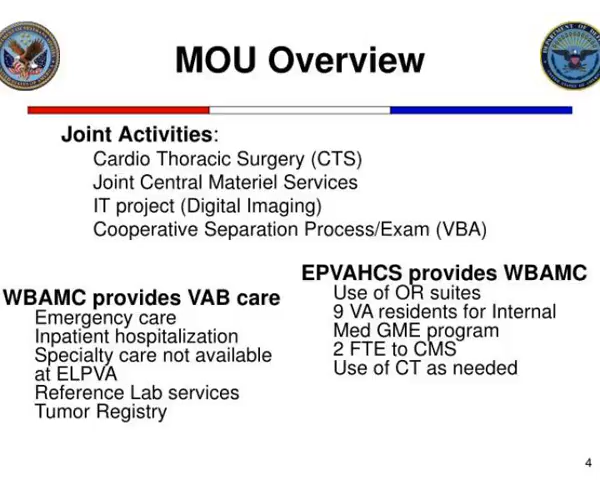 MOU Overview
Joint Activities:
Cardio Thoracic Surgery (CTS)
Joint Central Materiel Services
IT project (Digital Imaging)
Cooperative Separation Process/Exam (VBA)
WBAMC provides VAB care
Emergency care
Inpatient hospitalization
Specialty care not available
at ELPVA
Reference Lab services
Tumor Registry
EPVAHCS provides WBAMC
Use of OR suites
9 VA residents for Internal
Med GME program
2 FTE to CMS
Use of CT as needed
4